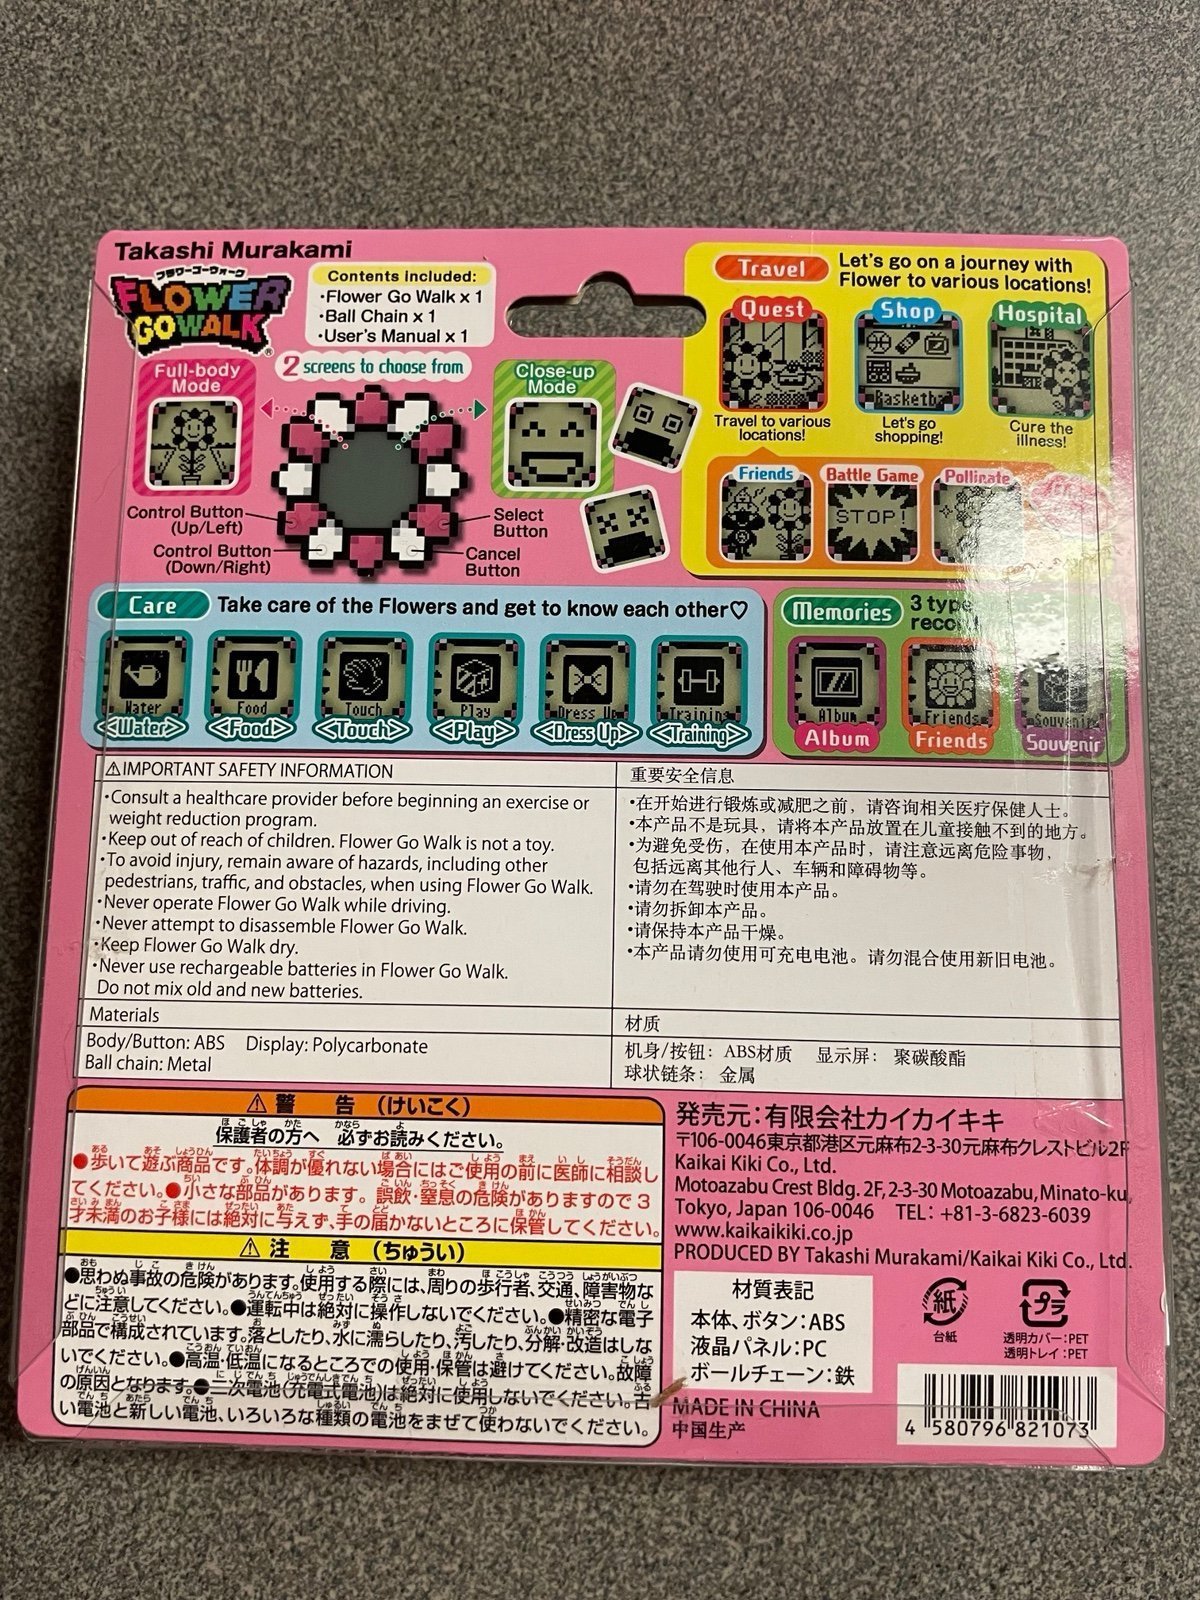 Takashi Murakami
フラワーゴーウォーク
FLOWER
GO WALK
Contents included:
・Flower Go Walk x 1
・Ball Chain x 1
・User's Manual x 1
2 screens to choose from
Full-body
Mode
Close-up
Mode
Control Button
(Up/Left)
Control Button
(Down/Right)
Select
Button
Cancel
Button
Travel
Let's go on a journey with
Flower to various locations!
Quest
Shop
Hospital
Basketba
Travel to various
locations!
Let's go
shopping!
Cure the
illness!
Friends
Battle Game
Pollinate
STOP!
Care
Take care of the Flowers and get to know each other♡
Water
Food
Touch
Play
Dress Up
Training
<Water>
<Food>
<Touch>
<Play>
<Dress Up>
<Training>
Memories
3 type
Album
Friends
Souvenir
Album
Friends
Souvenir
⚠IMPORTANT SAFETY INFORMATION
・Consult a healthcare provider before beginning an exercise or
weight reduction program.
・Keep out of reach of children. Flower Go Walk is not a toy.
・To avoid injury, remain aware of hazards, including other
pedestrians, traffic, and obstacles, when using Flower Go Walk.
・Never operate Flower Go Walk while driving.
・Never attempt to disassemble Flower Go Walk.
・Keep Flower Go Walk dry.
・Never use rechargeable batteries in Flower Go Walk.
Do not mix old and new batteries.
重要安全信息
•在开始进行锻炼或减肥之前，请咨询相关医疗保健人士。
•本产品不是玩具，请将本产品放置在儿童接触不到的地方。
•为避免受伤，在使用本产品时，请注意远离危险事物，
包括远离其他行人、车辆和障碍物等。
•请勿在驾驶时使用本产品。
•请勿拆卸本产品。
•请保持本产品干燥。
•本产品请勿使用可充电电池。请勿混合使用新旧电池。
Materials
Body/Button: ABS Display: Polycarbonate
Ball chain: Metal
材质
机身/按钮：ABS材质 显示屏：聚碳酸酯
球状链条：金属
⚠ 警 告 (けいこく)
保護者の方へ 必ずお読みください。
●歩いて遊ぶ商品です。体調が優れない場合にはご使用の前に医師に相談し
てください。●小さな部品があります。誤飲・窒息の危険がありますので3
才未満のお子様には絶対に与えず、手の届かないところに保管してください。
⚠ 注 意 (ちゅうい)
●思わぬ事故の危険があります。使用する際には、周りの歩行者、交通、障害物な
どに注意してください。●運転中は絶対に操作しないでください。●精密な電子
部品で構成されています。落としたり、水に濡らしたり、汚したり、分解・改造はしな
いでください。●高温・低温になるところでの使用・保管は避けてください。故障
の原因となります。●二次電池(充電式電池)は絶対に使用しないでください。古
い電池と新しい電池、いろいろな種類の電池をまぜて使わないでください。
発売元：有限会社カイカイキキ
〒106-0046東京都港区元麻布2-3-30元麻布クレストビル2F
Kaikai Kiki Co., Ltd.
Motoazabu Crest Bldg. 2F, 2-3-30 Motoazabu, Minato-ku,
Tokyo, Japan 106-0046 TEL: +81-3-6823-6039
www.kaikaikiki.co.jp
PRODUCED BY Takashi Murakami/Kaikai Kiki Co., Ltd.
材質表記
本体、ボタン：ABS
液晶パネル：PC
ボールチェーン：鉄
紙
台紙
プラ
透明カバー：PET
透明トレイ：PET
MADE IN CHINA
中国生产
4 580796 821073